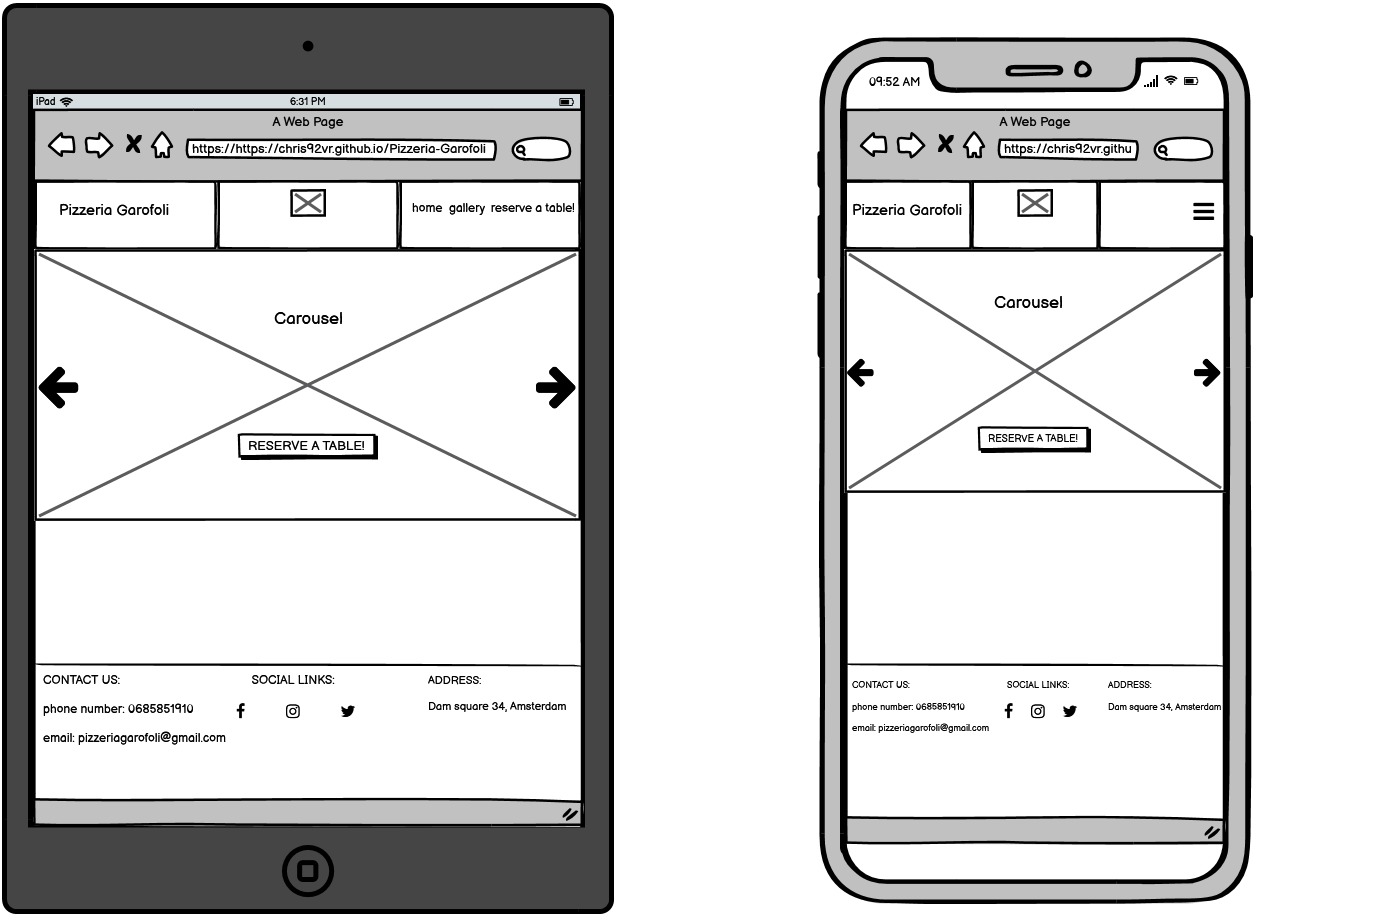 iPad
6:31 PM
A Web Page
https://https://chris92vr.github.io/Pizzeria-Garofoli
Pizzeria Garofoli
home gallery reserve a table!
Carousel
RESERVE A TABLE!
CONTACT US:
SOCIAL LINKS:
ADDRESS:
phone number: 0685851910
Dam square 34, Amsterdam
email: pizzeriagarofoli@gmail.com
09:52 AM
A Web Page
https://chris92vr.githu
Pizzeria Garofoli
Carousel
RESERVE A TABLE!
CONTACT US:
SOCIAL LINKS:
ADDRESS:
phone number: 0685851910
Dam square 34, Amsterdam
email: pizzeriagarofoli@gmail.com